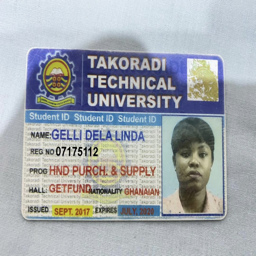 TAKORADI
TECHNICAL
UNIVERSITY
Student ID Student ID Student ID
NAME: GELLI DELA LINDA
REG NO 07175112
PROG HND PURCH. & SUPPLY
HALL: GETFUND NATIONALITY GHANAIAN
ISSUED SEPT. 2017 EXPIRES JULY, 2020